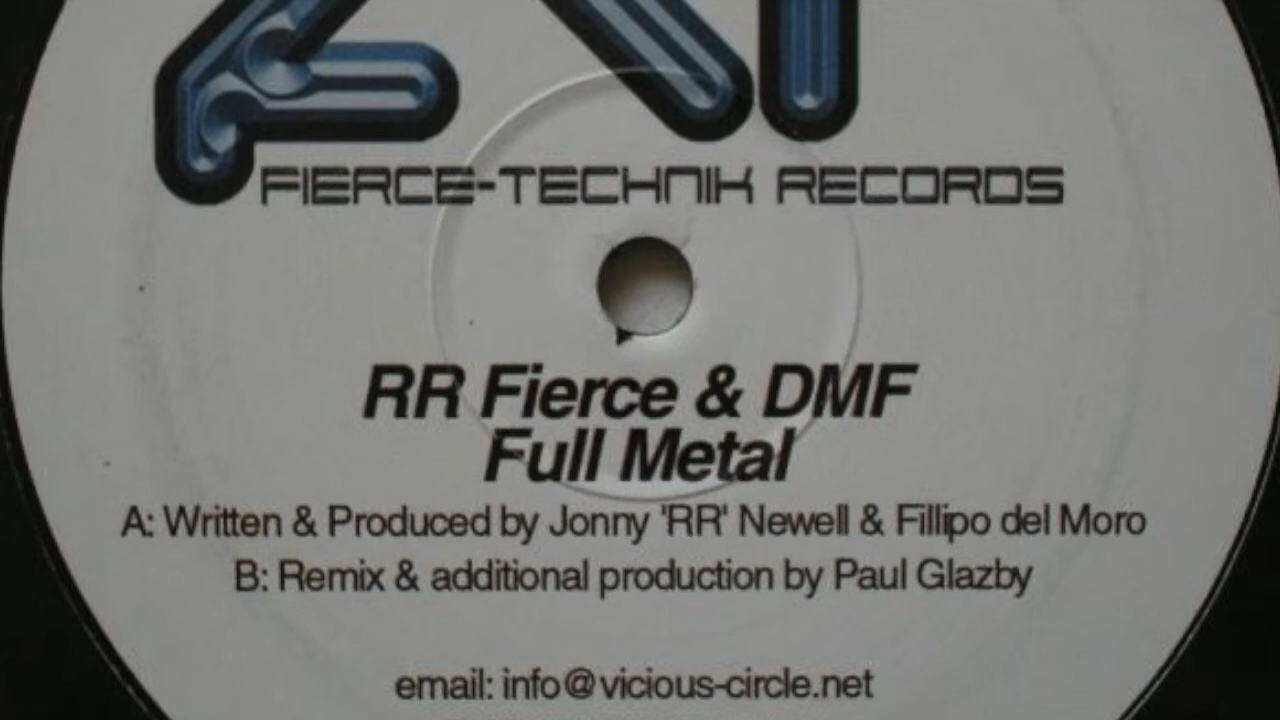 FIERCE-TECHNIK RECORDS
RR Fierce & DMF
Full Metal
A: Written & Produced by Jonny 'RR' Newell & Fillipo del Moro
B: Remix & additional production by Paul Glazby
email: info@vicious-circle.net